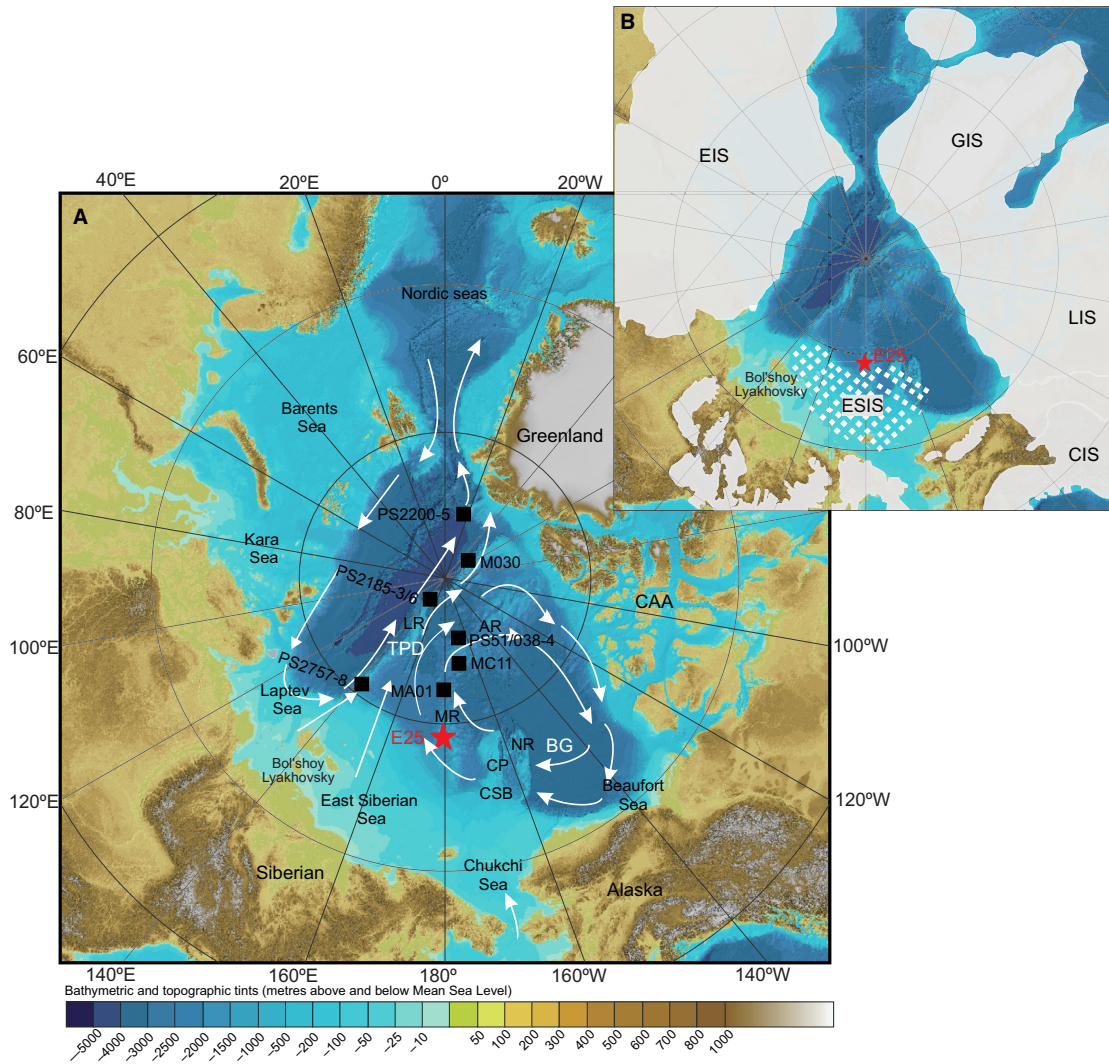 B
EIS
GIS
LIS
E25
Bol'shoy
Lyakhovsky
ESIS
CIS
40ºE
20ºE
0º
20ºW
A
Nordic seas
60ºE
Barents
Sea
Greenland
80ºE
PS2200-5
Kara
Sea
M030
PS2185-3/6
CAA
LR
AR
100ºW
TPD
PS51/038-4
100ºE
PS2757-8
MC11
Laptev
Sea
MA01
MR
E25
NR
BG
Bol'shoy
Lyakhovsky
CP
120ºE
East Siberian
Sea
CSB
Beaufort
Sea
120ºW
Chukchi
Sea
Siberian
Alaska
140ºE
160ºE
180º
160ºW
140ºW
Bathymetric and topographic tints (metres above and below Mean Sea Level)
−5000 −4000 −3000 −2500 −2000 −1500 −1000 −500 −200 −100 −50 −25 −10 50 100 200 300 400 500 600 700 800 1000